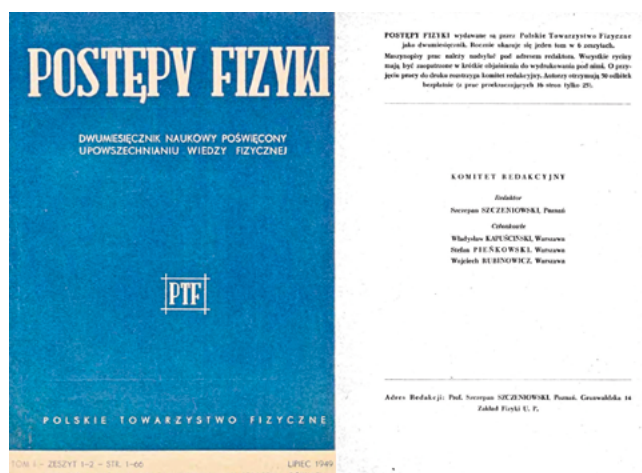 POSTĘPY FIZYKI
DWUMIESIĘCZNIK NAUKOWY POŚWIĘCONY
UPOWSZECHNIANIU WIEDZY FIZYCZNEJ
PTF
POLSKIE TOWARZYSTWO FIZYCZNE
TOM I – ZESZYT 1–2 – STR. 1–66 LIPIEC 1949
POSTĘPY FIZYKI wydawane są przez Polskie Towarzystwo Fizyczne
jako dwumiesięcznik. Rocznie ukazuje się jeden tom w 6 zeszytach.
Maszynopisy prac należy nadsyłać pod adresem redaktora. Wszystkie ryciny
mają być zaopatrzone w krótkie objaśnienia do wydrukowania pod nimi. O przy-
jęciu pracy do druku rozstrzyga komitet redakcyjny. Autorzy otrzymują 50 odbitek
bezpłatnie (z prac przekraczających 16 stron tylko 25).
KOMITET REDAKCYJNY
Redaktor
Szczepan SZCZENIOWSKI, Poznań
Członkowie
Władysław KAPUŚCIŃSKI, Warszawa
Stefan PIEŃKOWSKI, Warszawa
Wojciech RUBINOWICZ, Warszawa
Adres Redakcji: Prof. Szczepan SZCZENIOWSKI, Poznań, Grunwaldzka 14
Zakład Fizyki U. P.